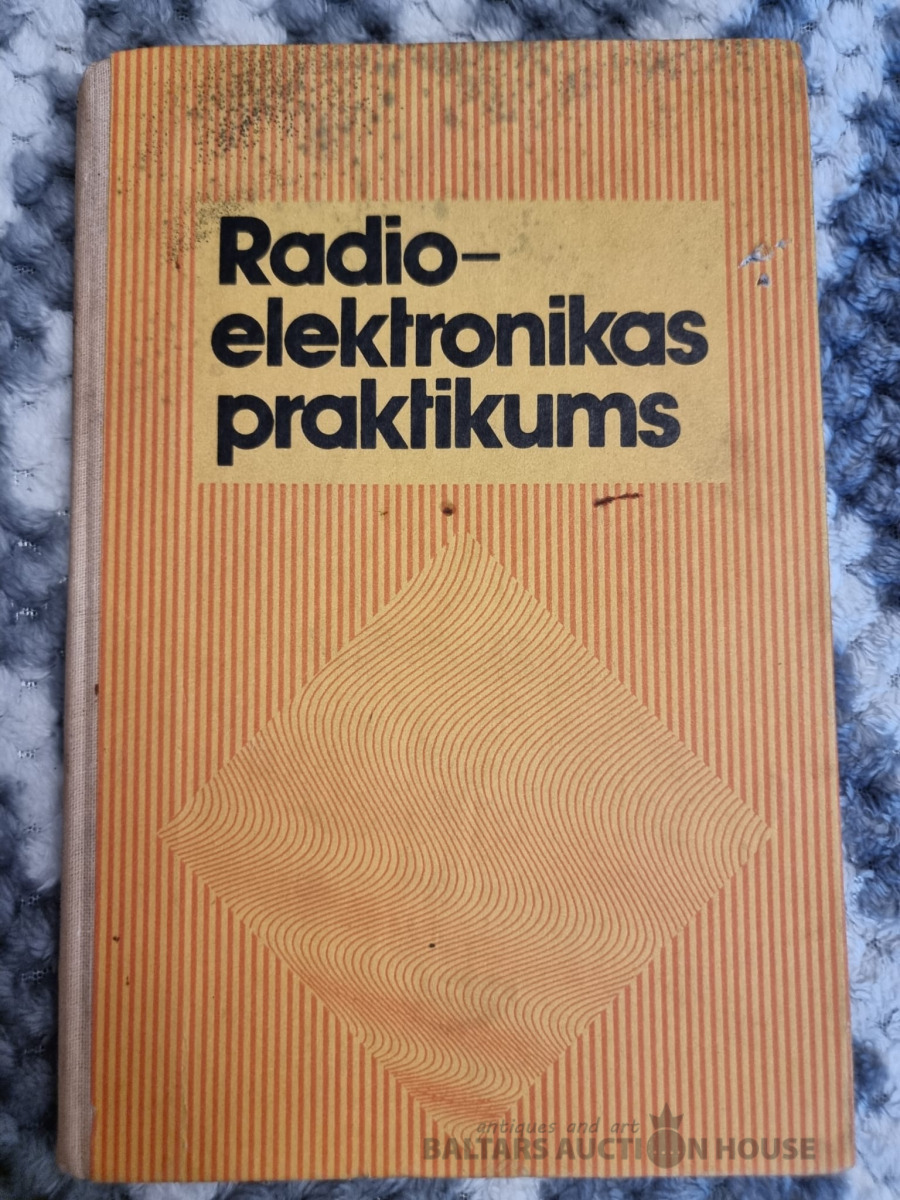 Radio–
elektronikas
praktikums
antiques and art
BALTARS AUCTION HOUSE